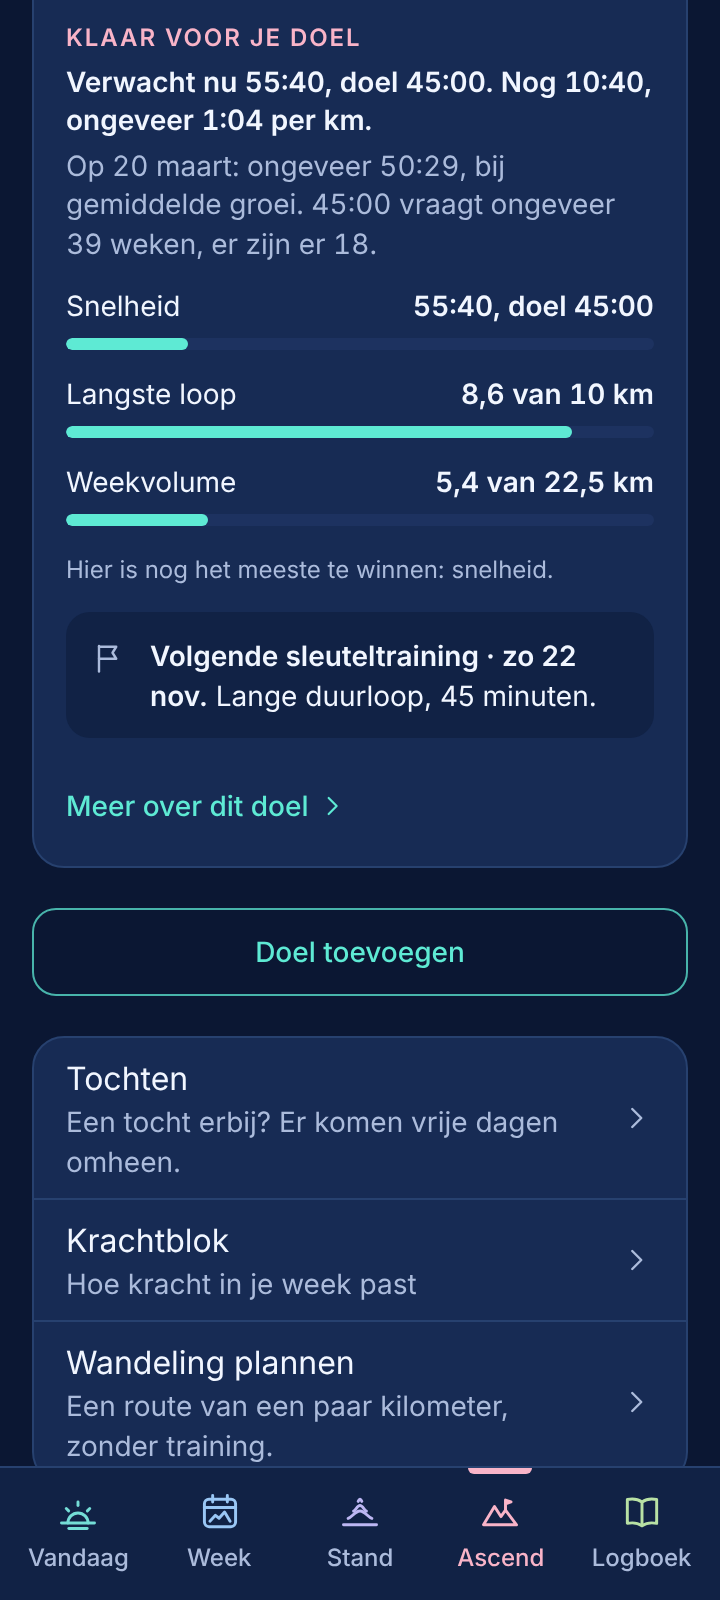 KLAAR VOOR JE DOEL
Verwacht nu 55:40, doel 45:00. Nog 10:40,
ongeveer 1:04 per km.
Op 20 maart: ongeveer 50:29, bij
gemiddelde groei. 45:00 vraagt ongeveer
39 weken, er zijn er 18.
Snelheid 55:40, doel 45:00
Langste loop 8,6 van 10 km
Weekvolume 5,4 van 22,5 km
Hier is nog het meeste te winnen: snelheid.
Volgende sleuteltraining · zo 22
nov. Lange duurloop, 45 minuten.
Meer over dit doel
Doel toevoegen
Tochten
Een tocht erbij? Er komen vrije dagen
omheen.
Krachtblok
Hoe kracht in je week past
Wandeling plannen
Een route van een paar kilometer,
zonder training.
Vandaag Week Stand Ascend Logboek